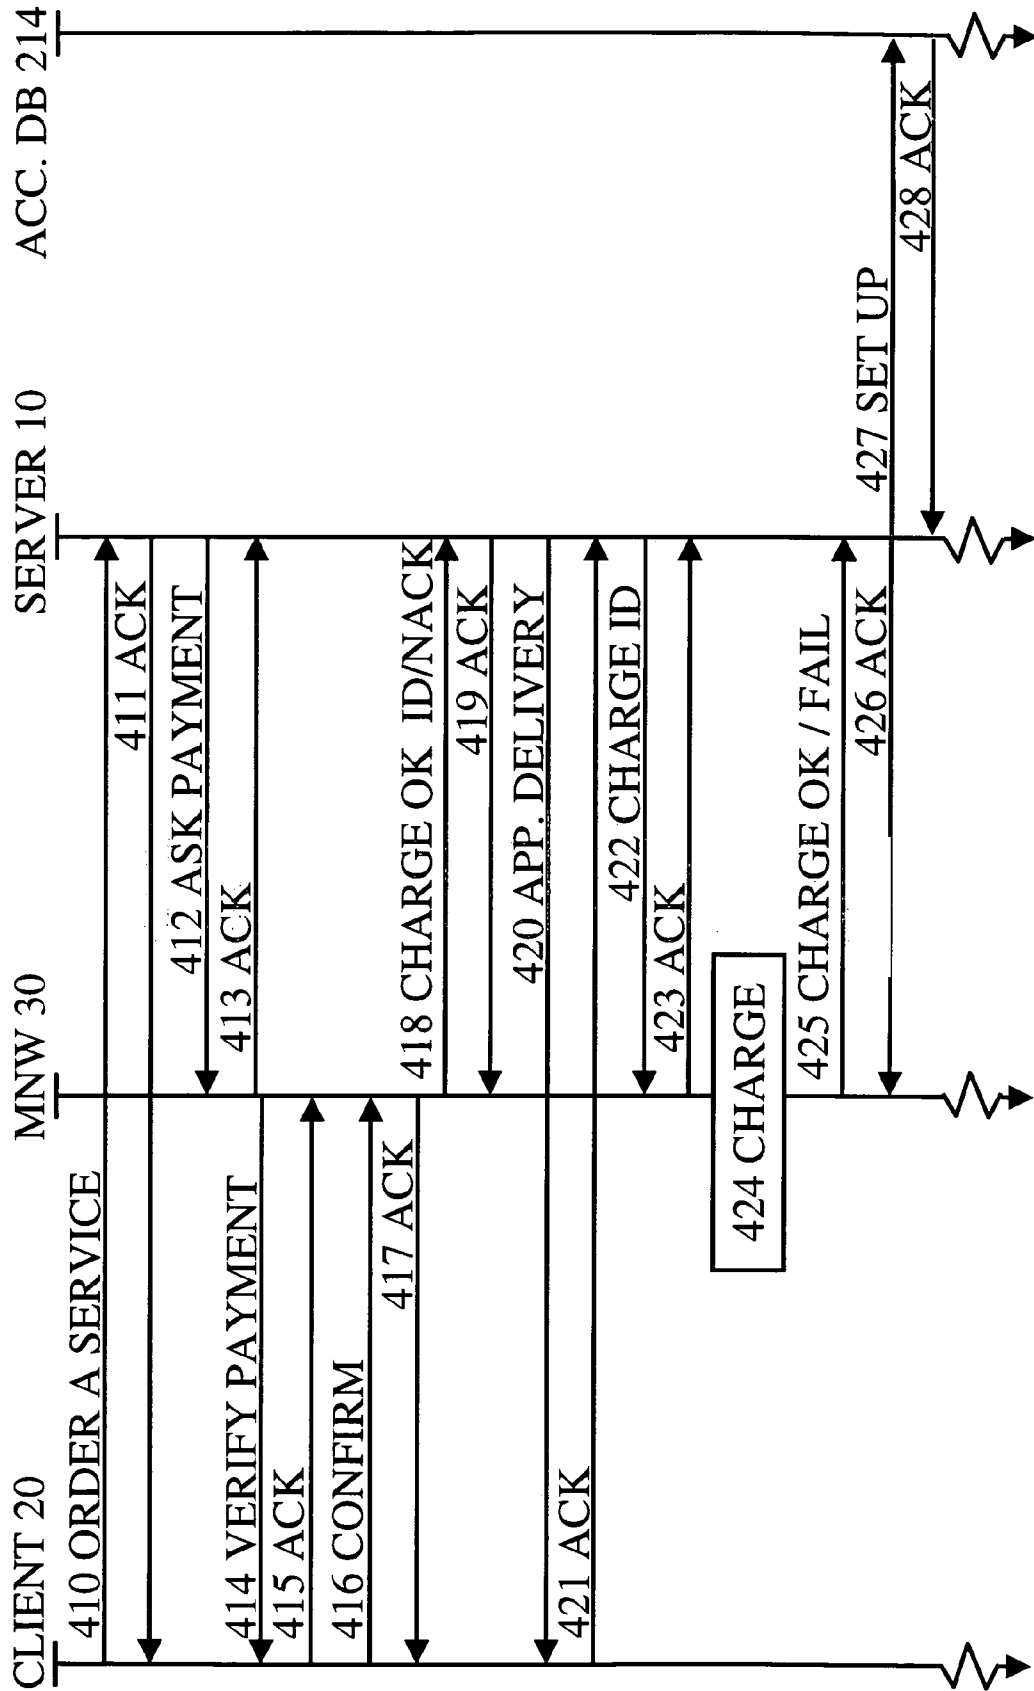 CLIENT 20
MNW 30
SERVER 10
ACC. DB 214
410 ORDER A SERVICE
411 ACK
412 ASK PAYMENT
413 ACK
414 VERIFY PAYMENT
415 ACK
416 CONFIRM
417 ACK
418 CHARGE OK ID/NACK
419 ACK
420 APP. DELIVERY
421 ACK
422 CHARGE ID
423 ACK
424 CHARGE
425 CHARGE OK / FAIL
426 ACK
427 SET UP
428 ACK